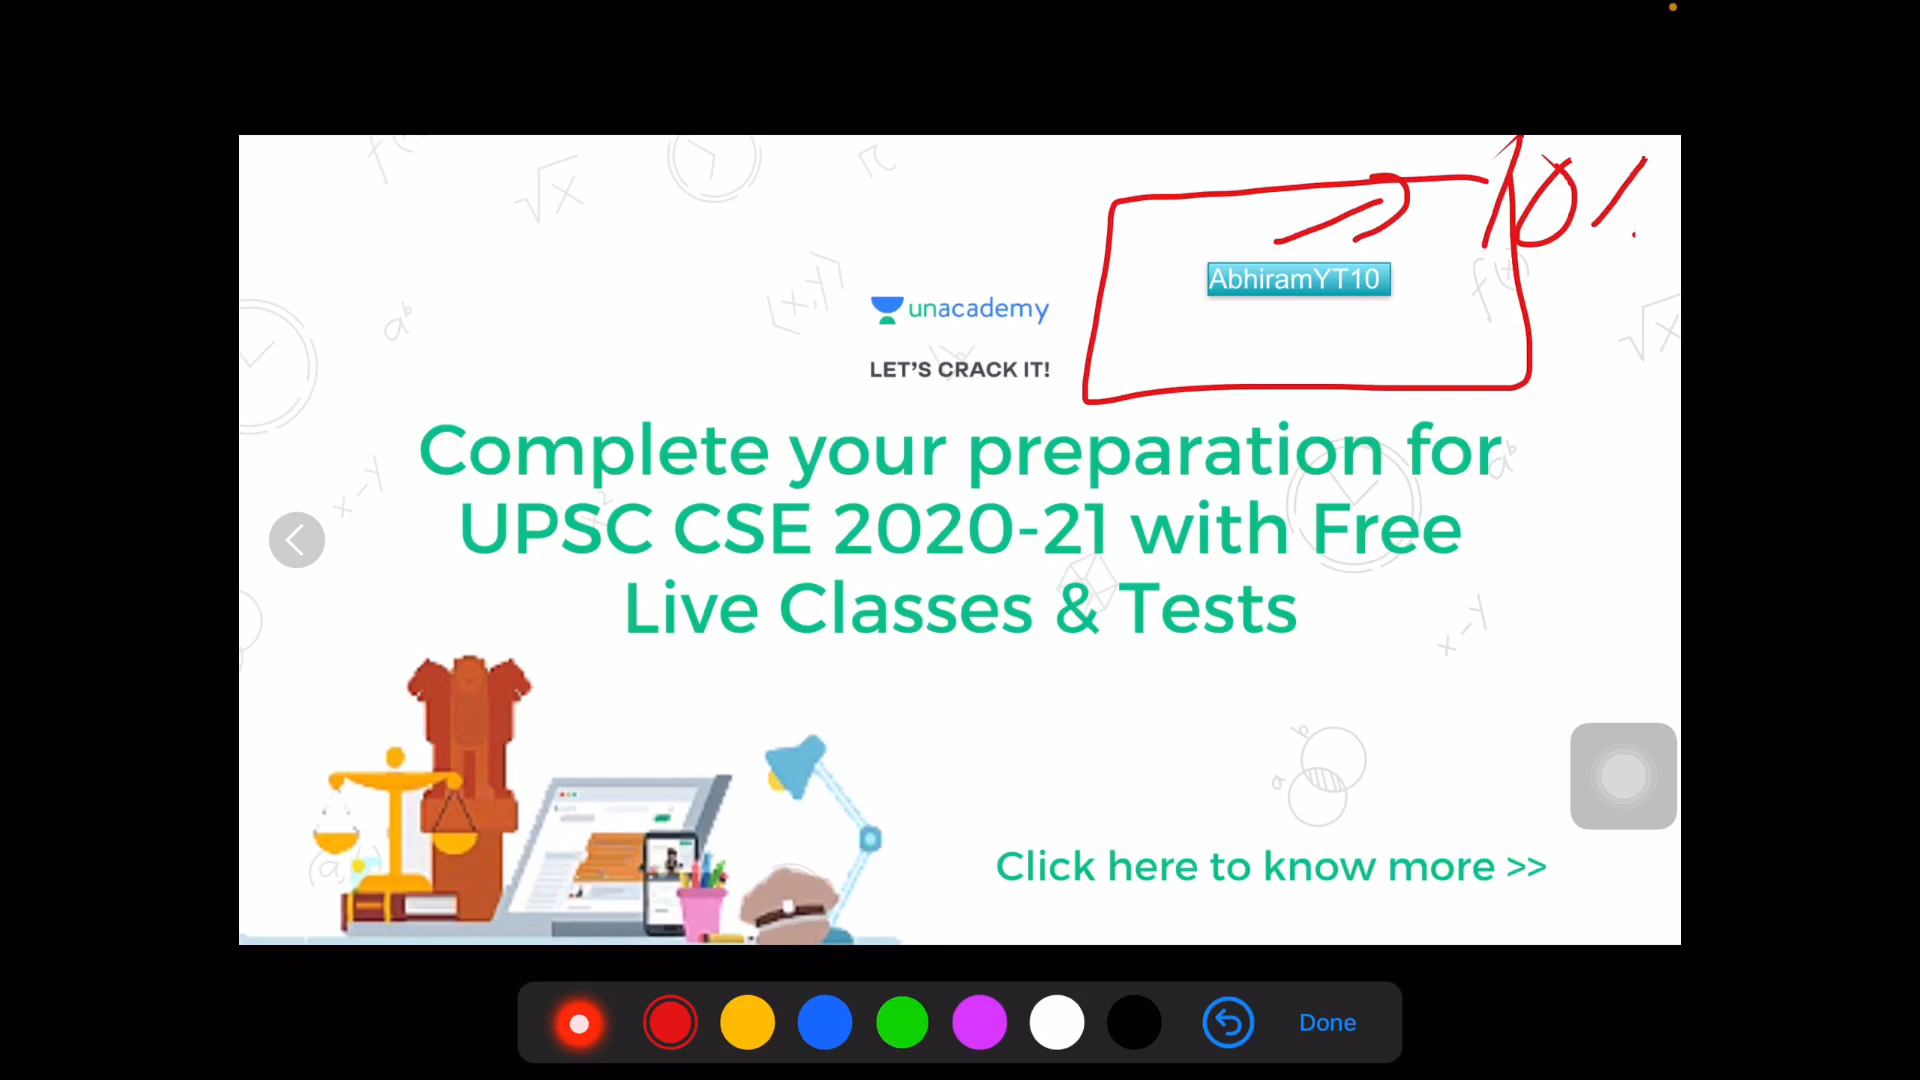 10%
AbhiramYT10
unacademy
LET'S CRACK IT!
Complete your preparation for
UPSC CSE 2020-21 with Free
Live Classes & Tests
Click here to know more >>
Done